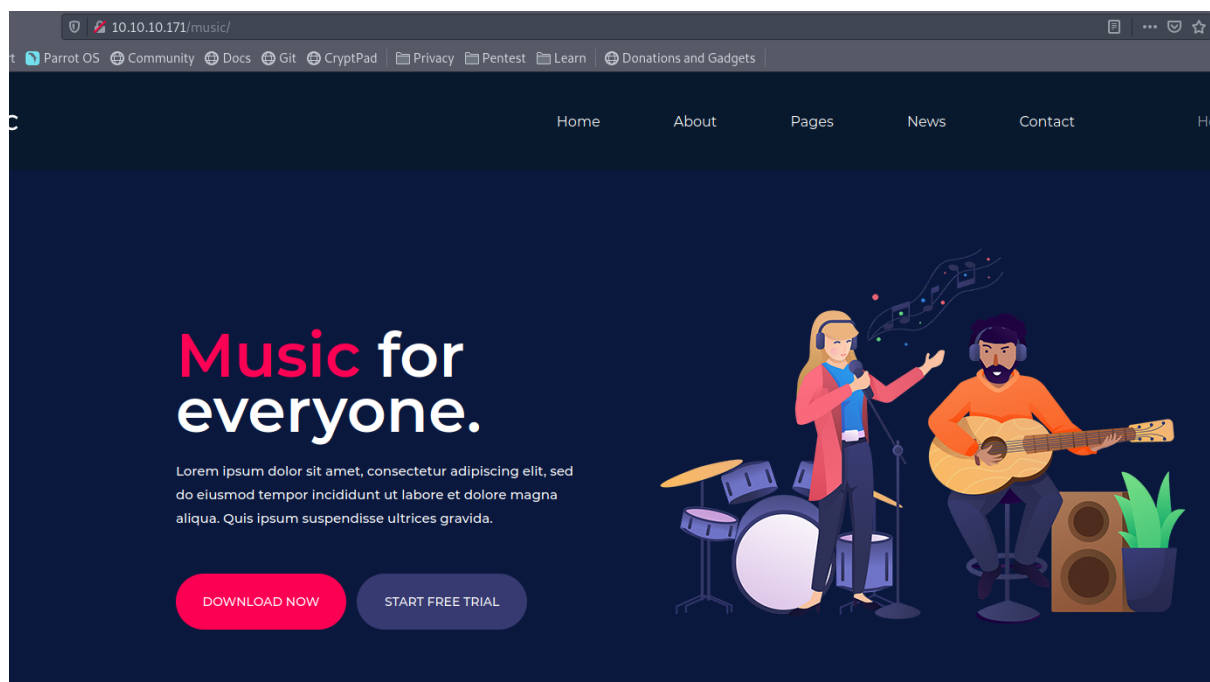 10.10.10.171/music/
Parrot OS Community Docs Git CryptPad Privacy Pentest Learn Donations and Gadgets
Home About Pages News Contact
Music for
everyone.
Lorem ipsum dolor sit amet, consectetur adipiscing elit, sed
do eiusmod tempor incididunt ut labore et dolore magna
aliqua. Quis ipsum suspendisse ultrices gravida.
DOWNLOAD NOW START FREE TRIAL